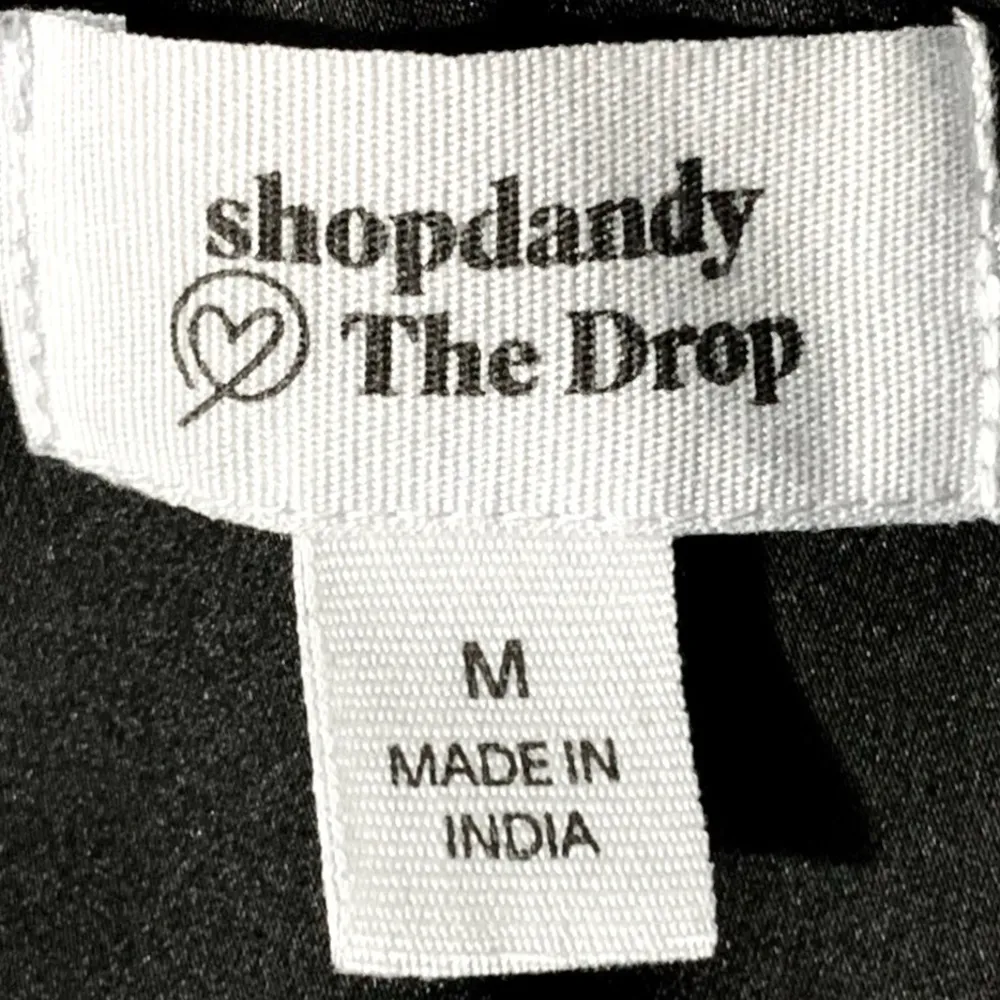 shopdandy
The Drop
M
MADE IN
INDIA